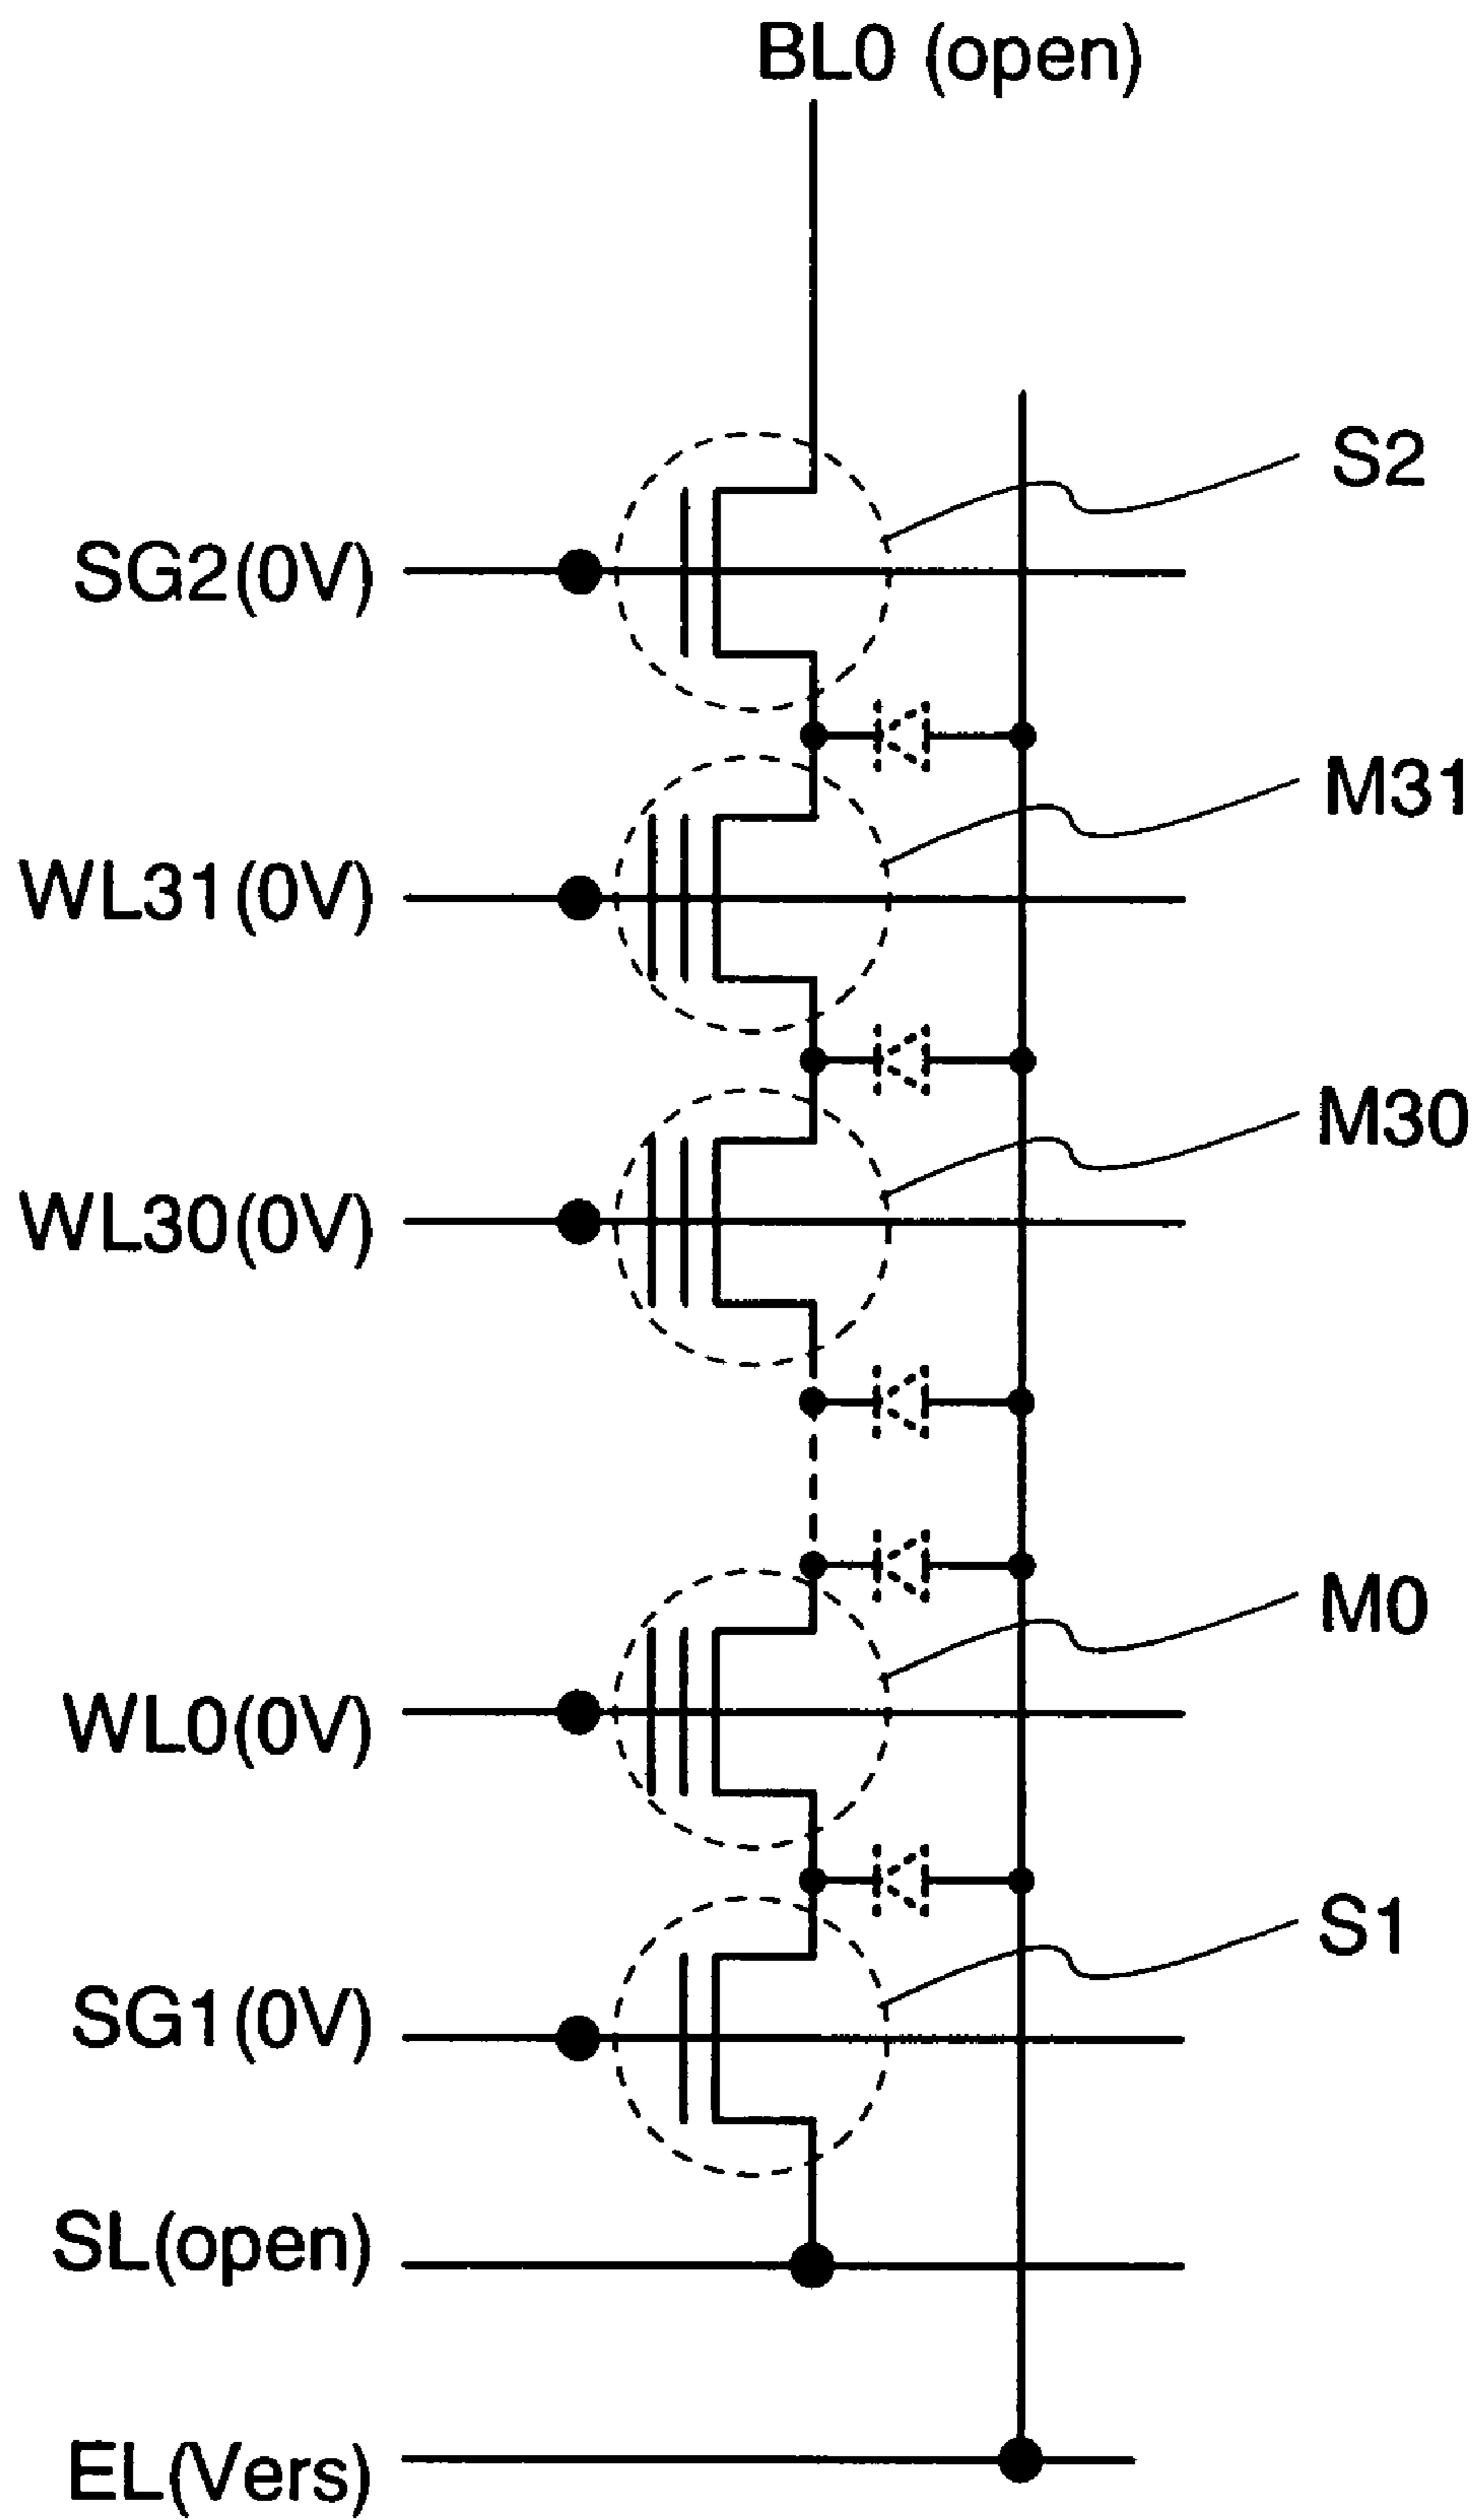 BL0 (open)
S2
SG2(0V)
M31
WL31(0V)
M30
WL30(0V)
M0
WL0(0V)
S1
SG1(0V)
SL(open)
EL(Vers)